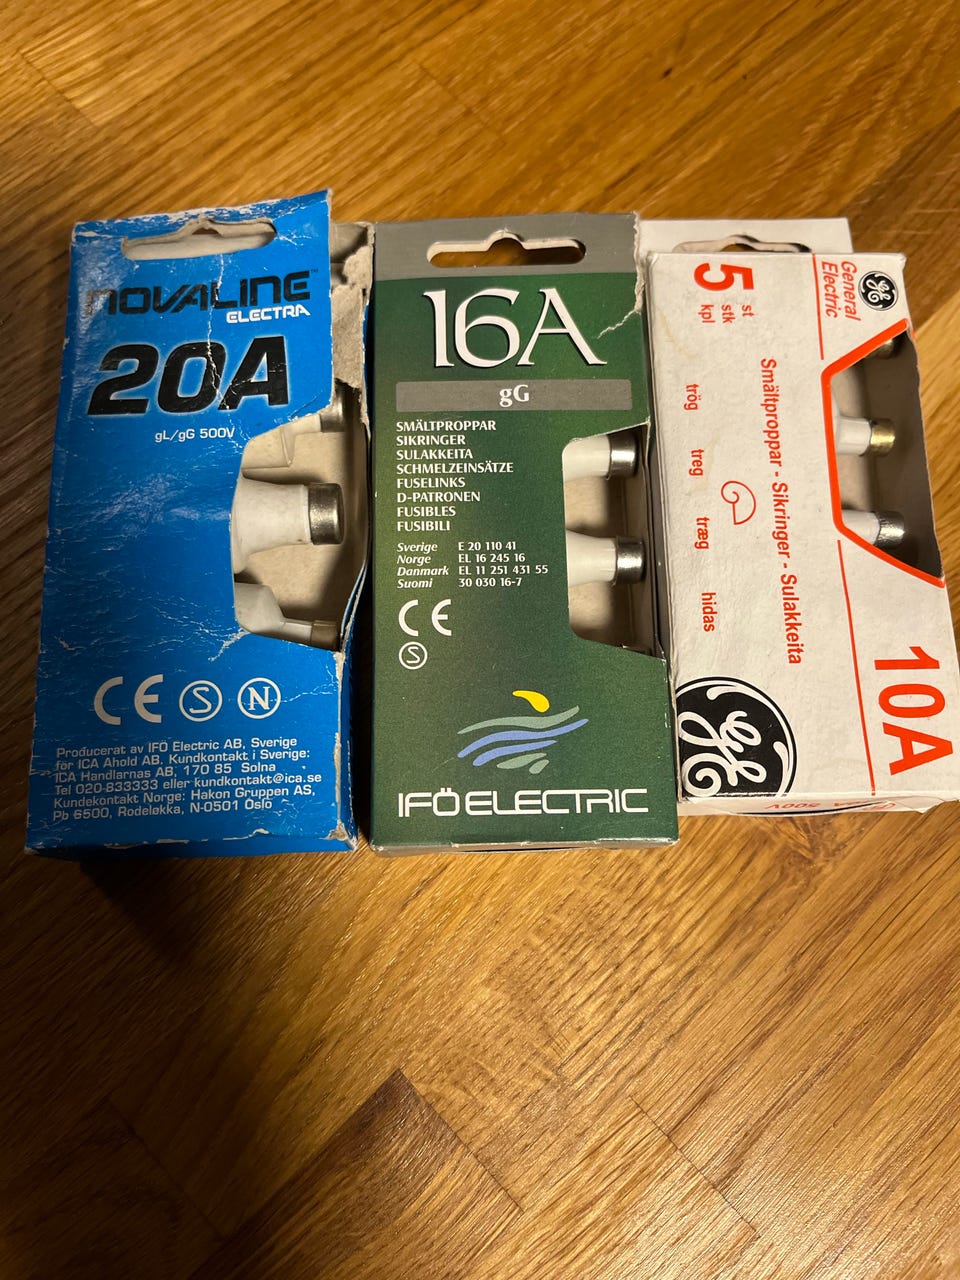 NOVALINE™
ELECTRA
20A
gL/gG 500V
CE S N
Producerat av IFÖ Electric AB, Sverige
för ICA Ahold AB. Kundkontakt i Sverige:
ICA Handlarnas AB, 170 85 Solna
Tel 020-833333 eller kundkontakt@ica.se
Kundekontakt Norge: Hakon Gruppen AS,
Pb 6500, Rodeløkka, N-0501 Oslo
16A
gG
SMÄLTPROPPAR
SIKRINGER
SULAKKEITA
SCHMELZEINSÄTZE
FUSELINKS
D-PATRONEN
FUSIBLES
FUSIBILI
Sverige E 20 110 41
Norge EL 16 245 16
Danmark EL 11 251 431 55
Suomi 30 030 16-7
CE
S
IFÖ ELECTRIC
GE
General
Electric
5 st
stk
kpl
Smältproppar - Sikringer - Sulakkeita
trög treg træg hidas
10A
GE
500V